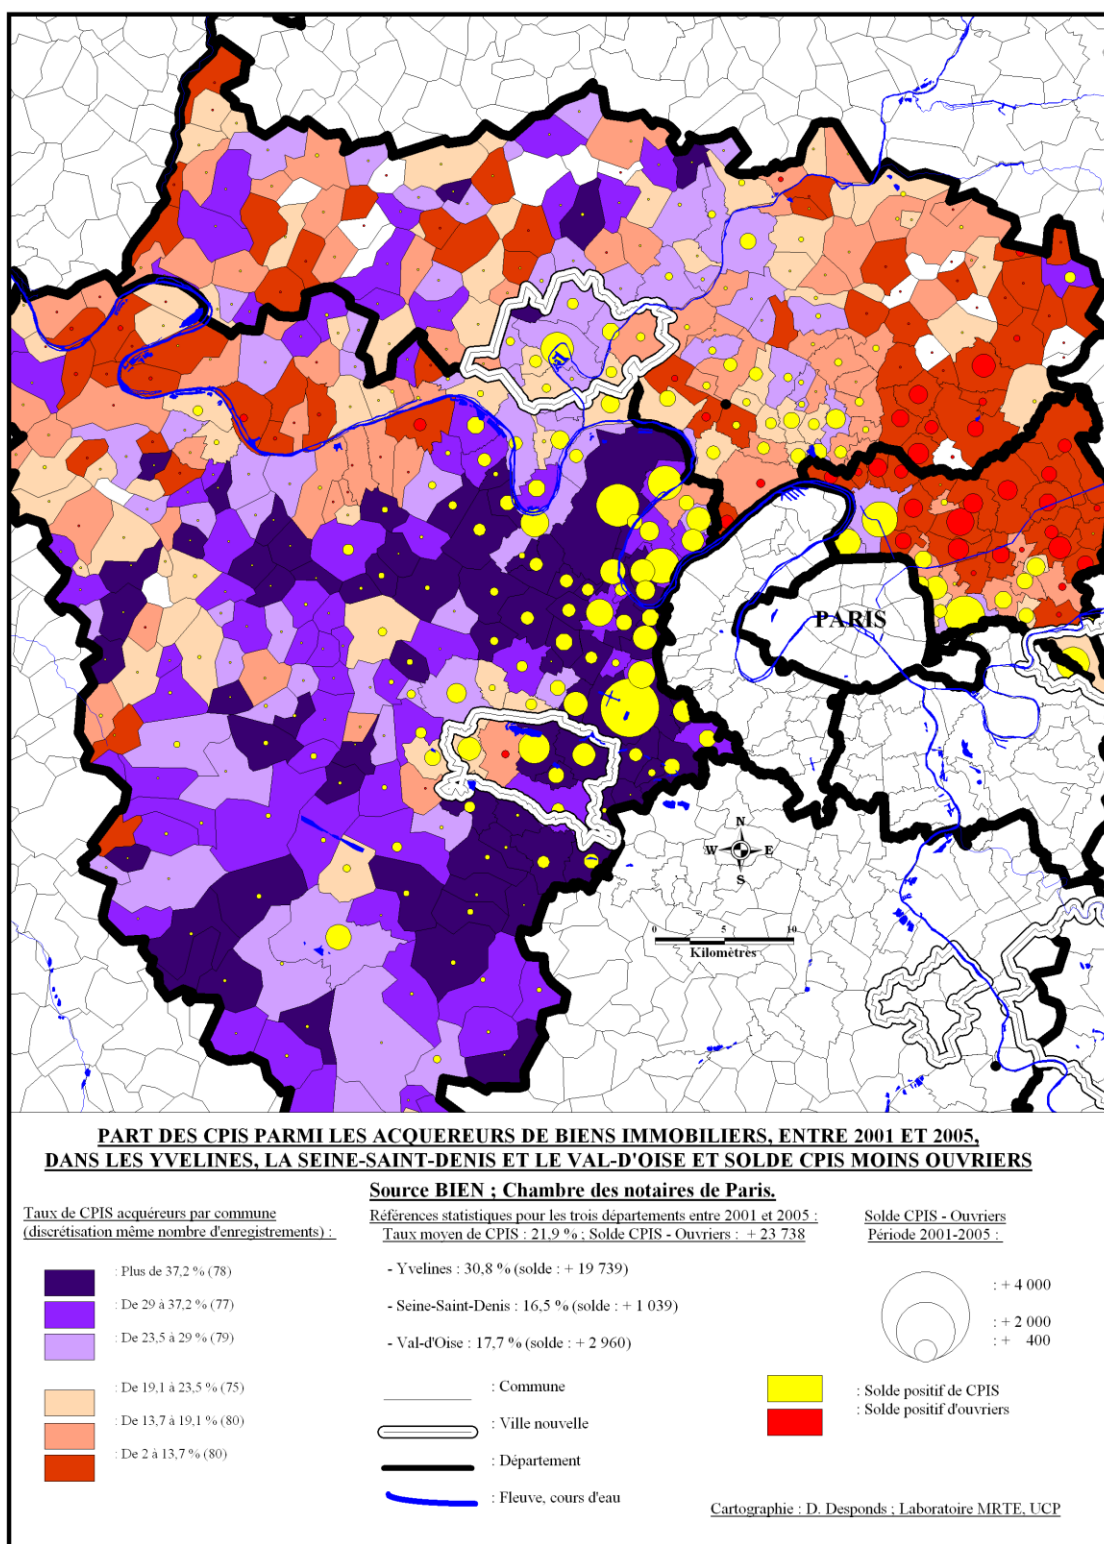 PARIS
N
W E
S
0 5 10
Kilomètres
PART DES CPIS PARMI LES ACQUEREURS DE BIENS IMMOBILIERS, ENTRE 2001 ET 2005,
DANS LES YVELINES, LA SEINE-SAINT-DENIS ET LE VAL-D'OISE ET SOLDE CPIS MOINS OUVRIERS
Source BIEN ; Chambre des notaires de Paris.
Taux de CPIS acquéreurs par commune
(discrétisation même nombre d'enregistrements) :
: Plus de 37,2 % (78)
: De 29 à 37,2 % (77)
: De 23,5 à 29 % (79)
: De 19,1 à 23,5 % (75)
: De 13,7 à 19,1 % (80)
: De 2 à 13,7 % (80)
Références statistiques pour les trois départements entre 2001 et 2005 :
Taux moyen de CPIS : 21,9 % ; Solde CPIS - Ouvriers : + 23 738
- Yvelines : 30,8 % (solde : + 19 739)
- Seine-Saint-Denis : 16,5 % (solde : + 1 039)
- Val-d'Oise : 17,7 % (solde : + 2 960)
: Commune
: Ville nouvelle
: Département
: Fleuve, cours d'eau
Solde CPIS - Ouvriers
Période 2001-2005 :
: + 4 000
: + 2 000
: + 400
: Solde positif de CPIS
: Solde positif d'ouvriers
Cartographie : D. Desponds ; Laboratoire MRTE, UCP